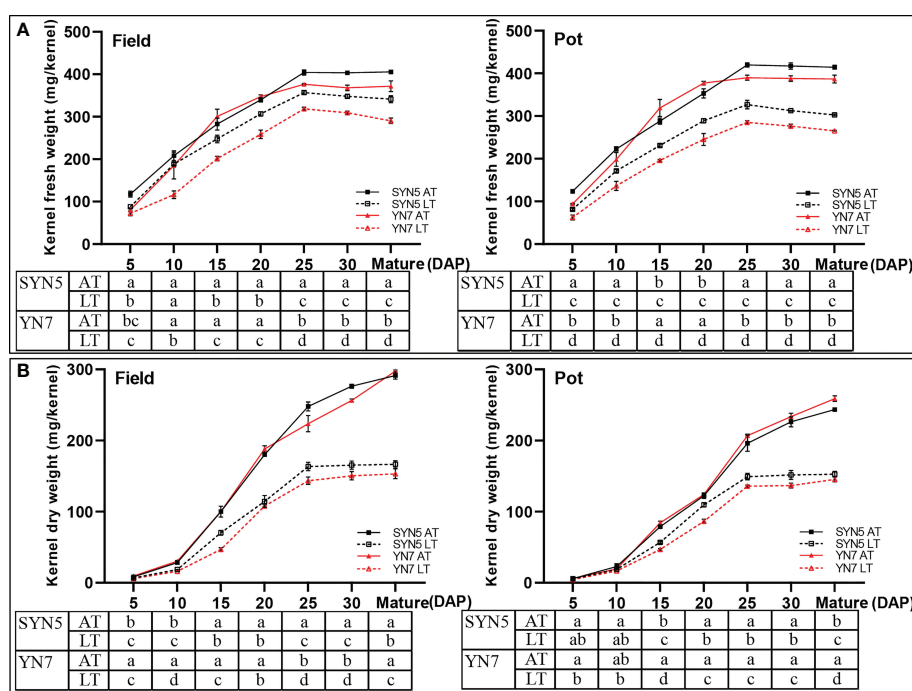 A
Field
Kernel fresh weight (mg/kernel)
500
400
300
200
100
0
SYN5 AT
SYN5 LT
YN7 AT
YN7 LT
5 10 15 20 25 30 Mature (DAP)
SYN5 AT a a a a a a a
LT b a b b c c c
YN7 AT bc a a a b b b
LT c b c c d d d
Pot
Kernel fresh weight (mg/kernel)
500
400
300
200
100
0
SYN5 AT
SYN5 LT
YN7 AT
YN7 LT
5 10 15 20 25 30 Mature (DAP)
SYN5 AT a a b b a a a
LT c c c c c c c
YN7 AT b b a a b b b
LT d d d d d d d
B
Field
Kernel dry weight (mg/kernel)
300
200
100
0
SYN5 AT
SYN5 LT
YN7 AT
YN7 LT
5 10 15 20 25 30 Mature(DAP)
SYN5 AT b b a a a a a
LT c c b b c c b
YN7 AT a a a a b b a
LT c d c b d d c
Pot
Kernel dry weight (mg/kernel)
300
200
100
0
SYN5 AT
SYN5 LT
YN7 AT
YN7 LT
5 10 15 20 25 30 Mature (DAP)
SYN5 AT a a b a a a b
LT ab ab c b b b c
YN7 AT a ab a a a a a
LT b b d c c c d